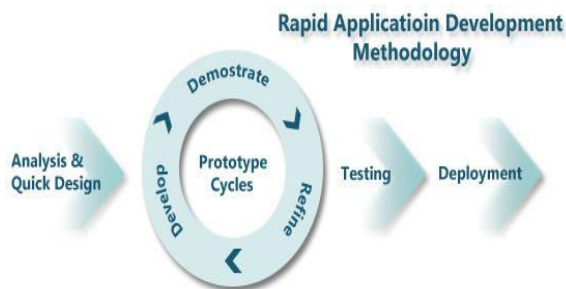 Rapid Applicatioin Development
Methodology
Analysis &
Quick Design
Demostrate
Refine
Develop
Prototype
Cycles
Testing
Deployment